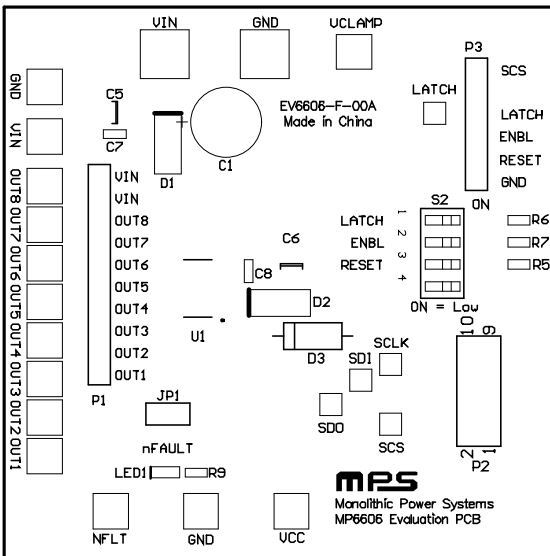 VIN
GND
VCLAMP
P3
SCS
GND
C5
LATCH
EV6606-F-00A
Made in China
LATCH
VIN
C7
ENBL
C1
RESET
D1
GND
VIN
ON
VIN
S2
OUT8
OUT8
LATCH
1
R6
OUT7
OUT7
ENBL
2
R7
C6
OUT6
OUT6
RESET
3
R5
C8
OUT5
OUT5
4
OUT4
OUT4
D2
ON = Low
U1
10
9
OUT3
OUT3
SCLK
D3
SDI
OUT2
OUT2
OUT1
OUT1
P1
JP1
SDO
SCS
nFAULT
2
1
P2
LED1
R9
MPS
Monolithic Power Systems
MP6606 Evaluation PCB
NFLT
GND
VCC